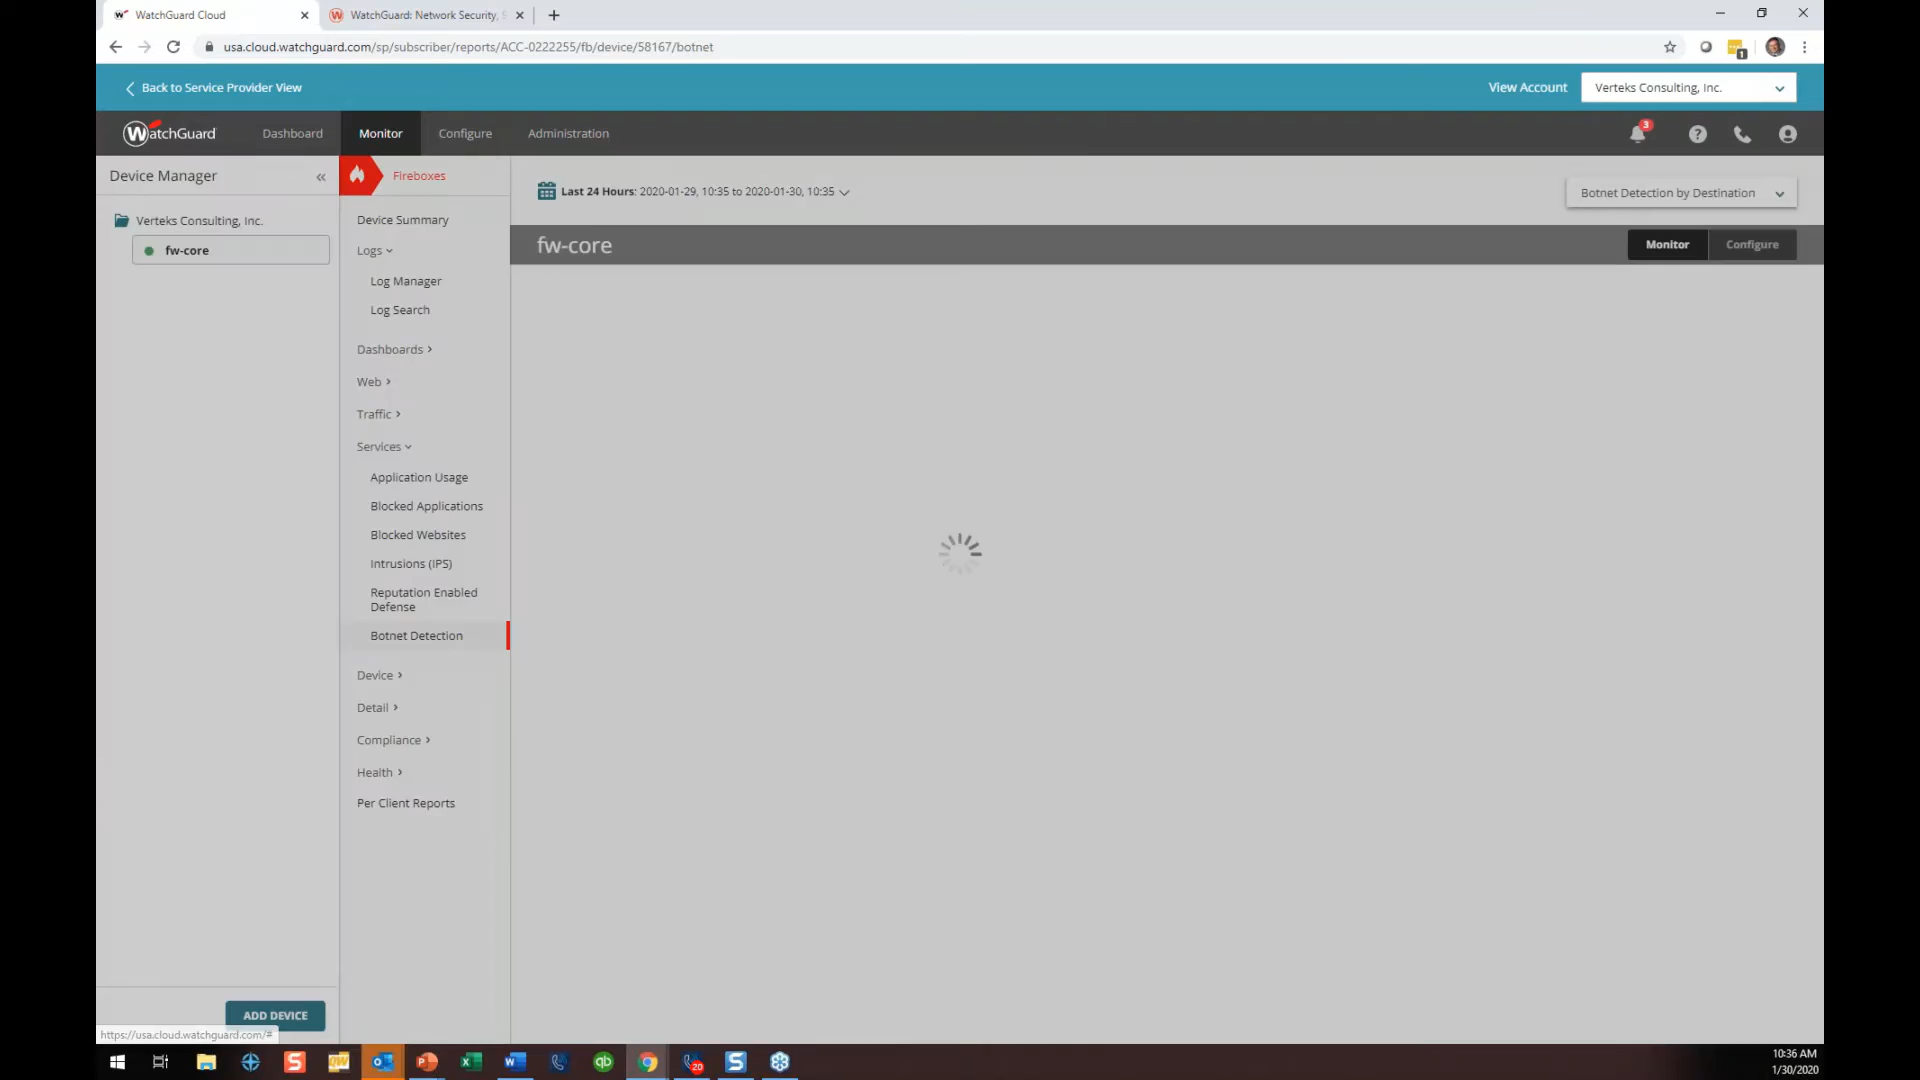 WatchGuard Cloud
WatchGuard: Network Security, S
usa.cloud.watchguard.com/sp/subscriber/reports/ACC-0222255/fb/device/58167/botnet
1
Back to Service Provider View
View Account
Verteks Consulting, Inc.
WatchGuard
Dashboard
Monitor
Configure
Administration
3
Device Manager
Fireboxes
Verteks Consulting, Inc.
fw-core
Device Summary
Logs
Log Manager
Log Search
Dashboards
Web
Traffic
Services
Application Usage
Blocked Applications
Blocked Websites
Intrusions (IPS)
Reputation Enabled
Defense
Botnet Detection
Device
Detail
Compliance
Health
Per Client Reports
Last 24 Hours: 2020-01-29, 10:35 to 2020-01-30, 10:35
Botnet Detection by Destination
fw-core
Monitor
Configure
ADD DEVICE
https://usa.cloud.watchguard.com/#
20
10:36 AM
1/30/2020